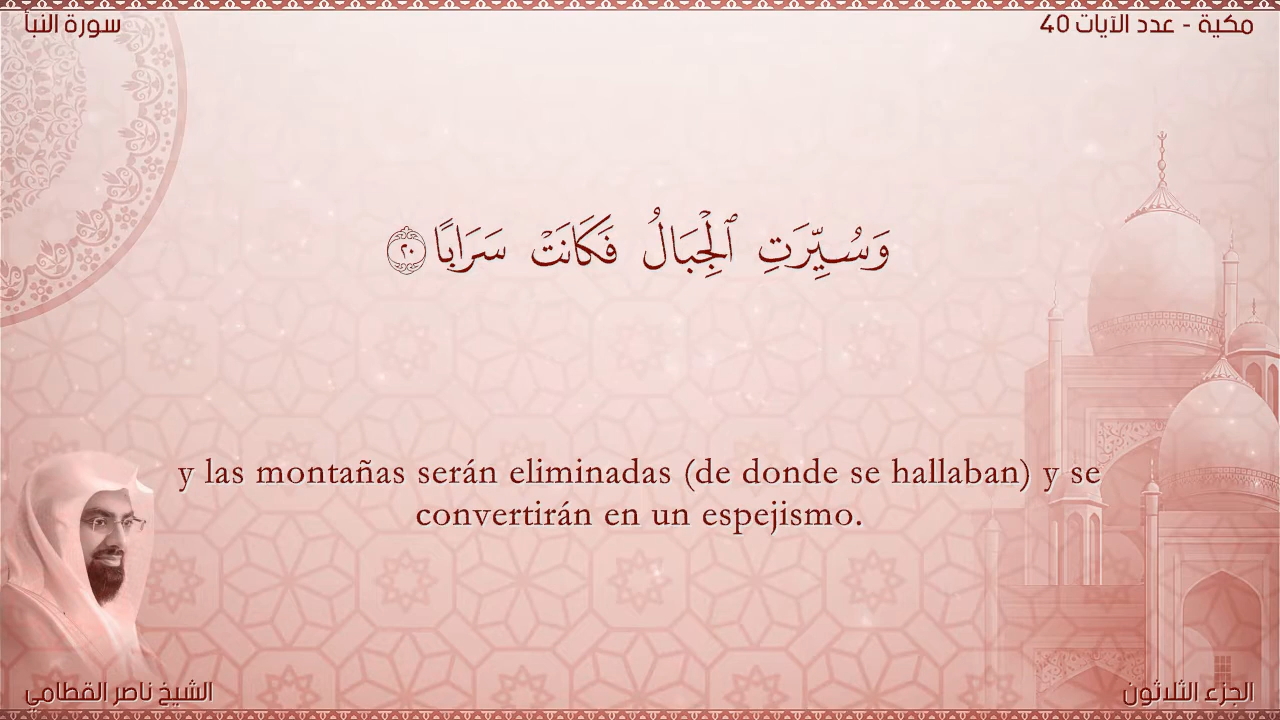 سورة النبأ
مكية - عدد الآيات 40
وَسُيِّرَتِ ٱلْجِبَالُ فَكَانَتْ سَرَابًا ٢٠
y las montañas serán eliminadas (de donde se hallaban) y se
convertirán en un espejismo.
الشيخ ناصر القطامي
الجزء الثلاثون